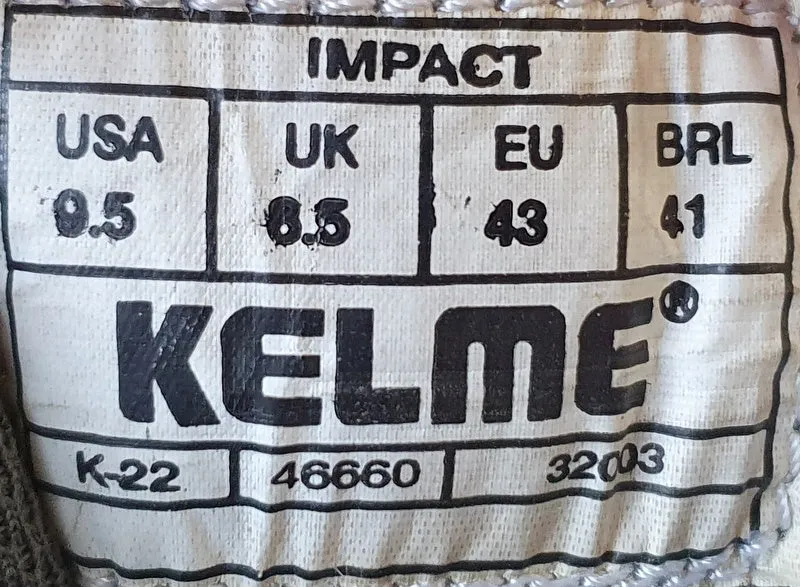 IMPACT
USA UK EU BRL
9.5 8.5 43 41
KELME®
K-22 46660 32003